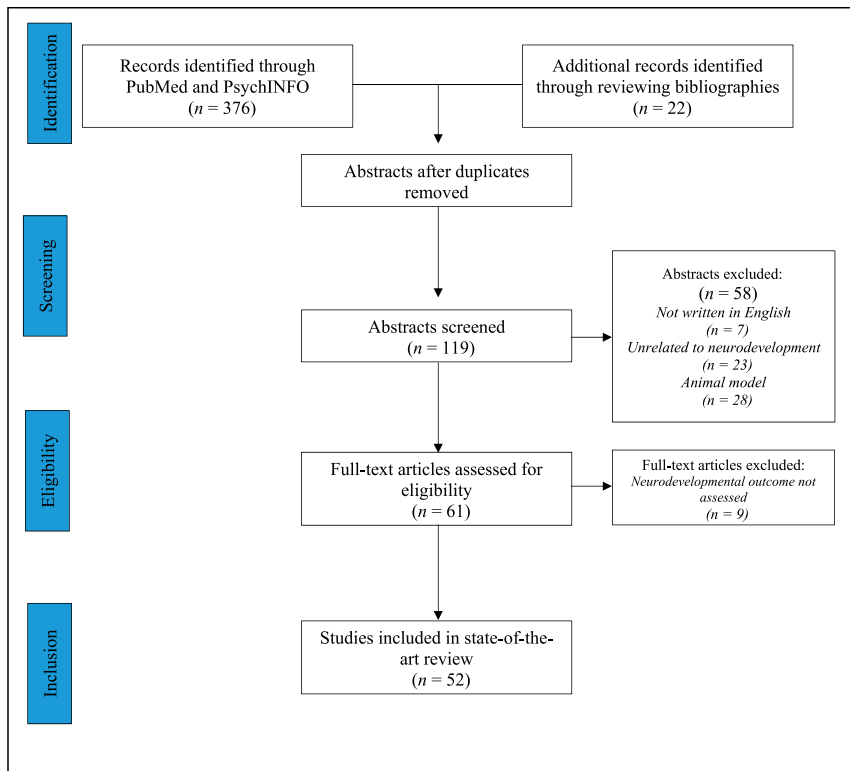 Identification
Records identified through
PubMed and PsychINFO
(n = 376)
Additional records identified
through reviewing bibliographies
(n = 22)
Abstracts after duplicates
removed
Screening
Abstracts screened
(n = 119)
Abstracts excluded:
(n = 58)
Not written in English
(n = 7)
Unrelated to neurodevelopment
(n = 23)
Animal model
(n = 28)
Eligibility
Full-text articles assessed for
eligibility
(n = 61)
Full-text articles excluded:
Neurodevelopmental outcome not
assessed
(n = 9)
Inclusion
Studies included in state-of-the-
art review
(n = 52)